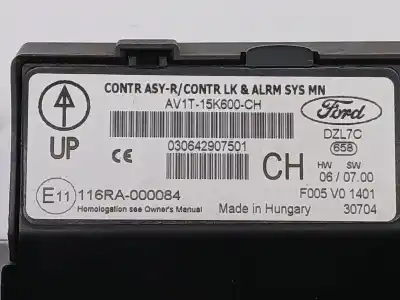 CONTR ASY-R/CONTR LK & ALRM SYS MN
AV1T-15K600-CH
Ford
DZL7C
658
UP
CE
030642907501
CH
HW SW
06 / 07.00
E11 116RA-000084
F005 V0 1401
Homologation see Owner's Manual
Made in Hungary
30704